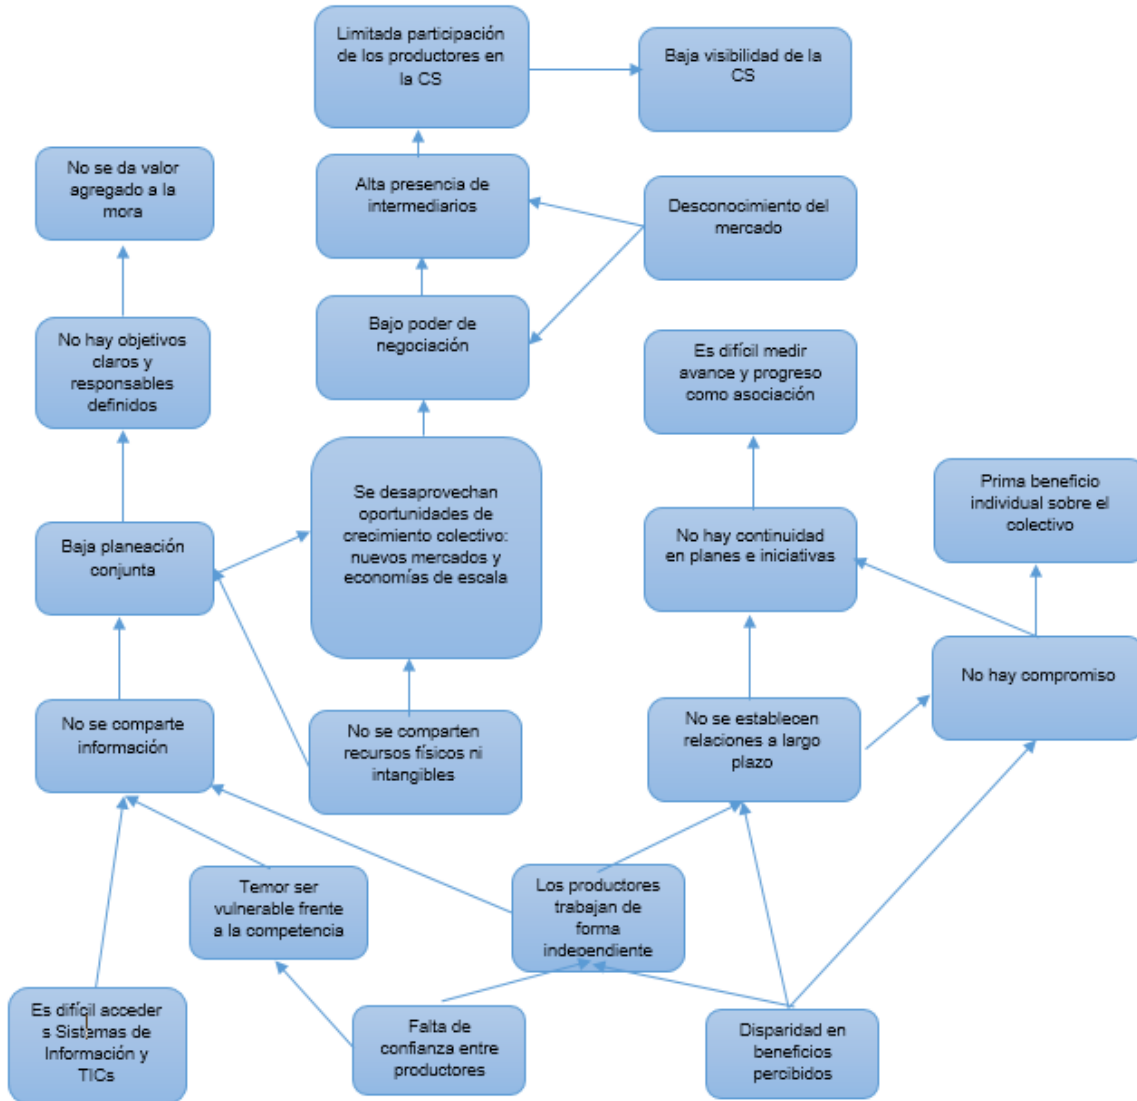 Limitada participación
de los productores en
la CS
Baja visibilidad de la
CS
No se da valor
agregado a la
mora
Alta presencia de
intermediarios
Desconocimiento del
mercado
No hay objetivos
claros y
responsables
definidos
Bajo poder de
negociación
Es difícil medir
avance y progreso
como asociación
Se desaprovechan
oportunidades de
crecimiento colectivo:
nuevos mercados y
economías de escala
Prima beneficio
individual sobre el
colectivo
Baja planeación
conjunta
No hay continuidad
en planes e iniciativas
No hay compromiso
No se comparte
información
No se comparten
recursos físicos ni
intangibles
No se establecen
relaciones a largo
plazo
Temor ser
vulnerable frente
a la competencia
Los productores
trabajan de
forma
independiente
Es difícil acceder
s Sistemas de
Información y
TICs
Falta de
confianza entre
productores
Disparidad en
beneficios
percibidos